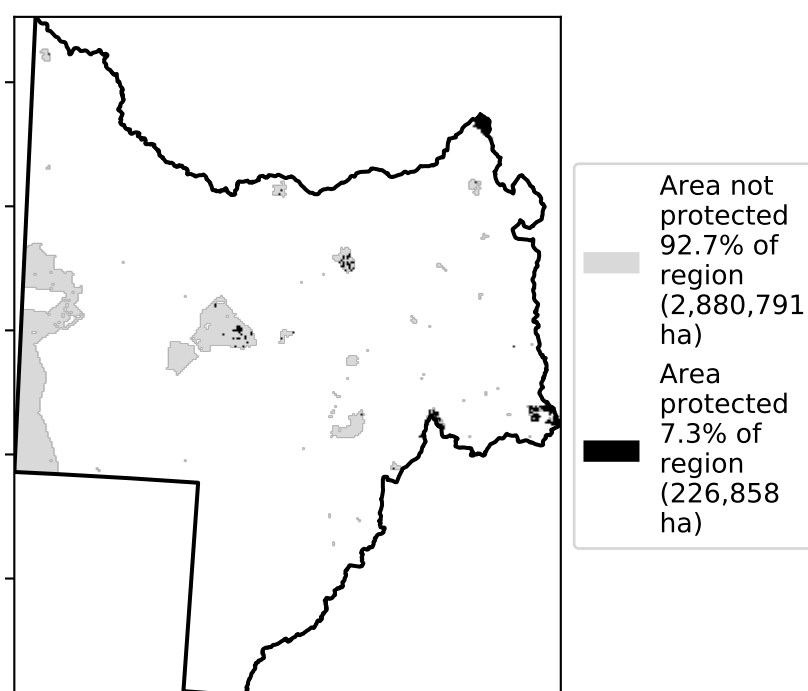 Area not
protected
92.7% of
region
(2,880,791
ha)
Area
protected
7.3% of
region
(226,858
ha)